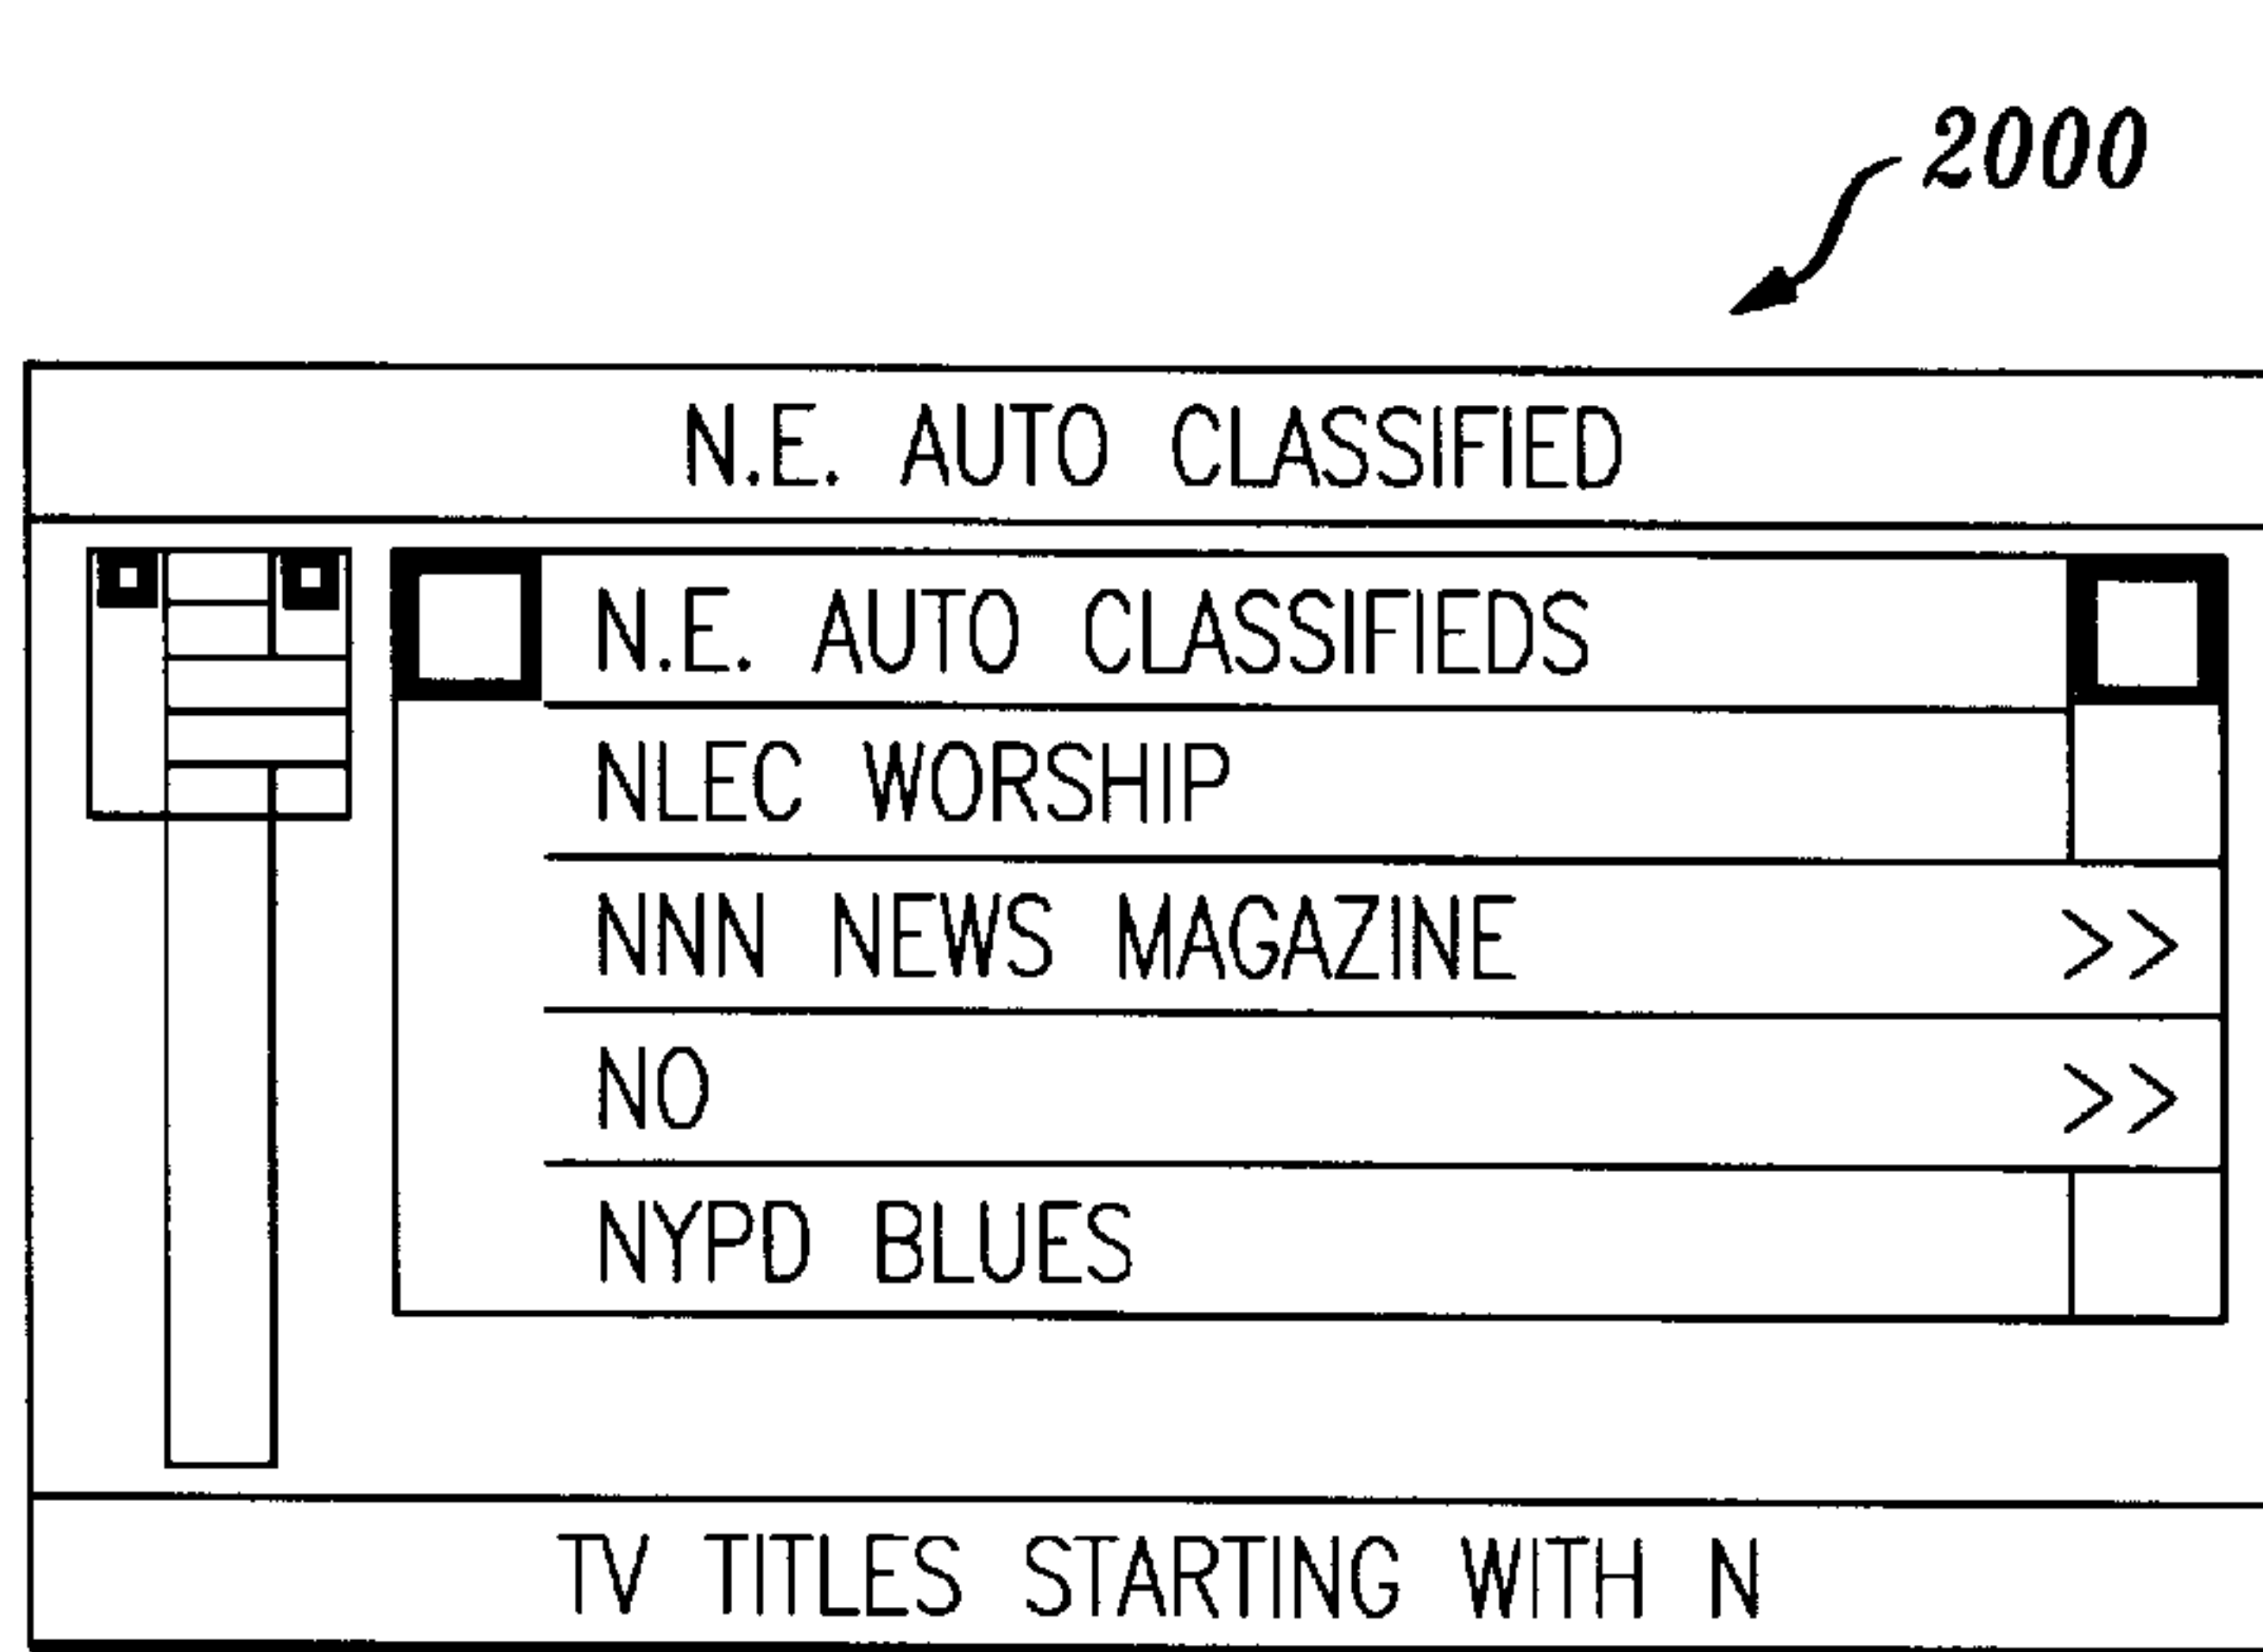 2000
N.E. AUTO CLASSIFIED
N.E. AUTO CLASSIFIEDS
NLEC WORSHIP
NNN NEWS MAGAZINE >>
NO >>
NYPD BLUES
TV TITLES STARTING WITH N